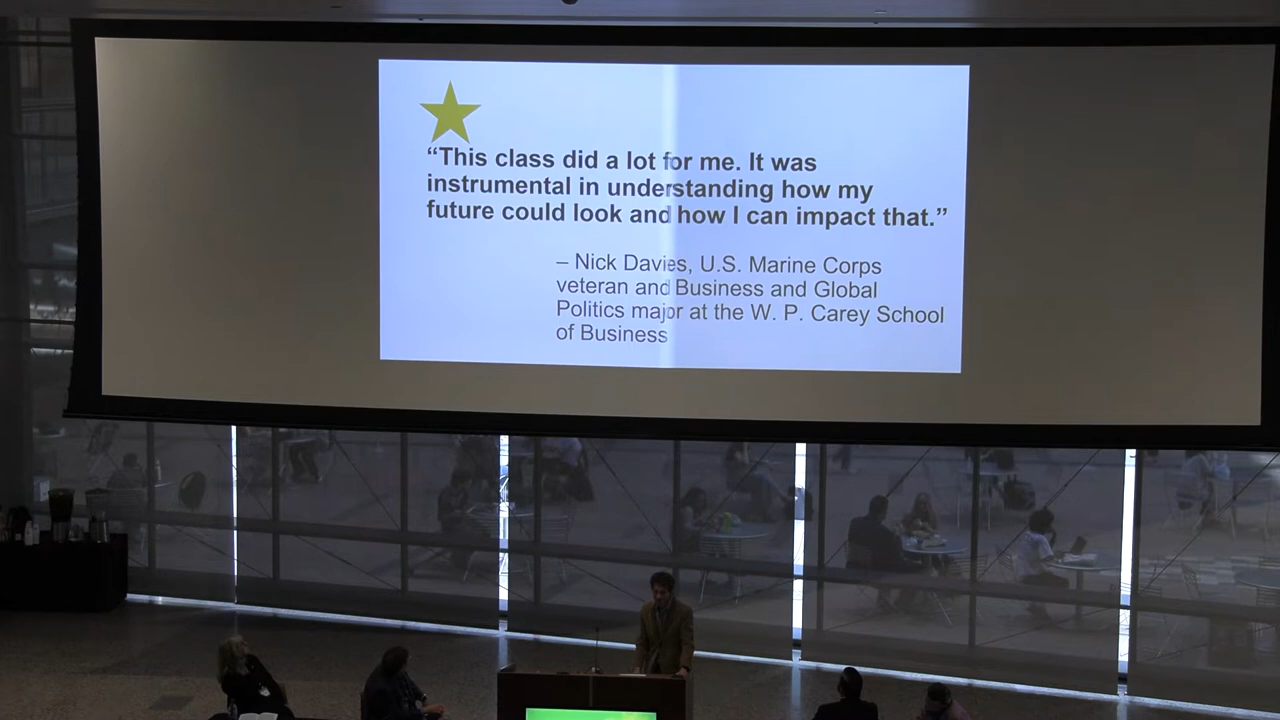 “This class did a lot for me. It was
instrumental in understanding how my
future could look and how I can impact that.”
– Nick Davies, U.S. Marine Corps
veteran and Business and Global
Politics major at the W. P. Carey School
of Business